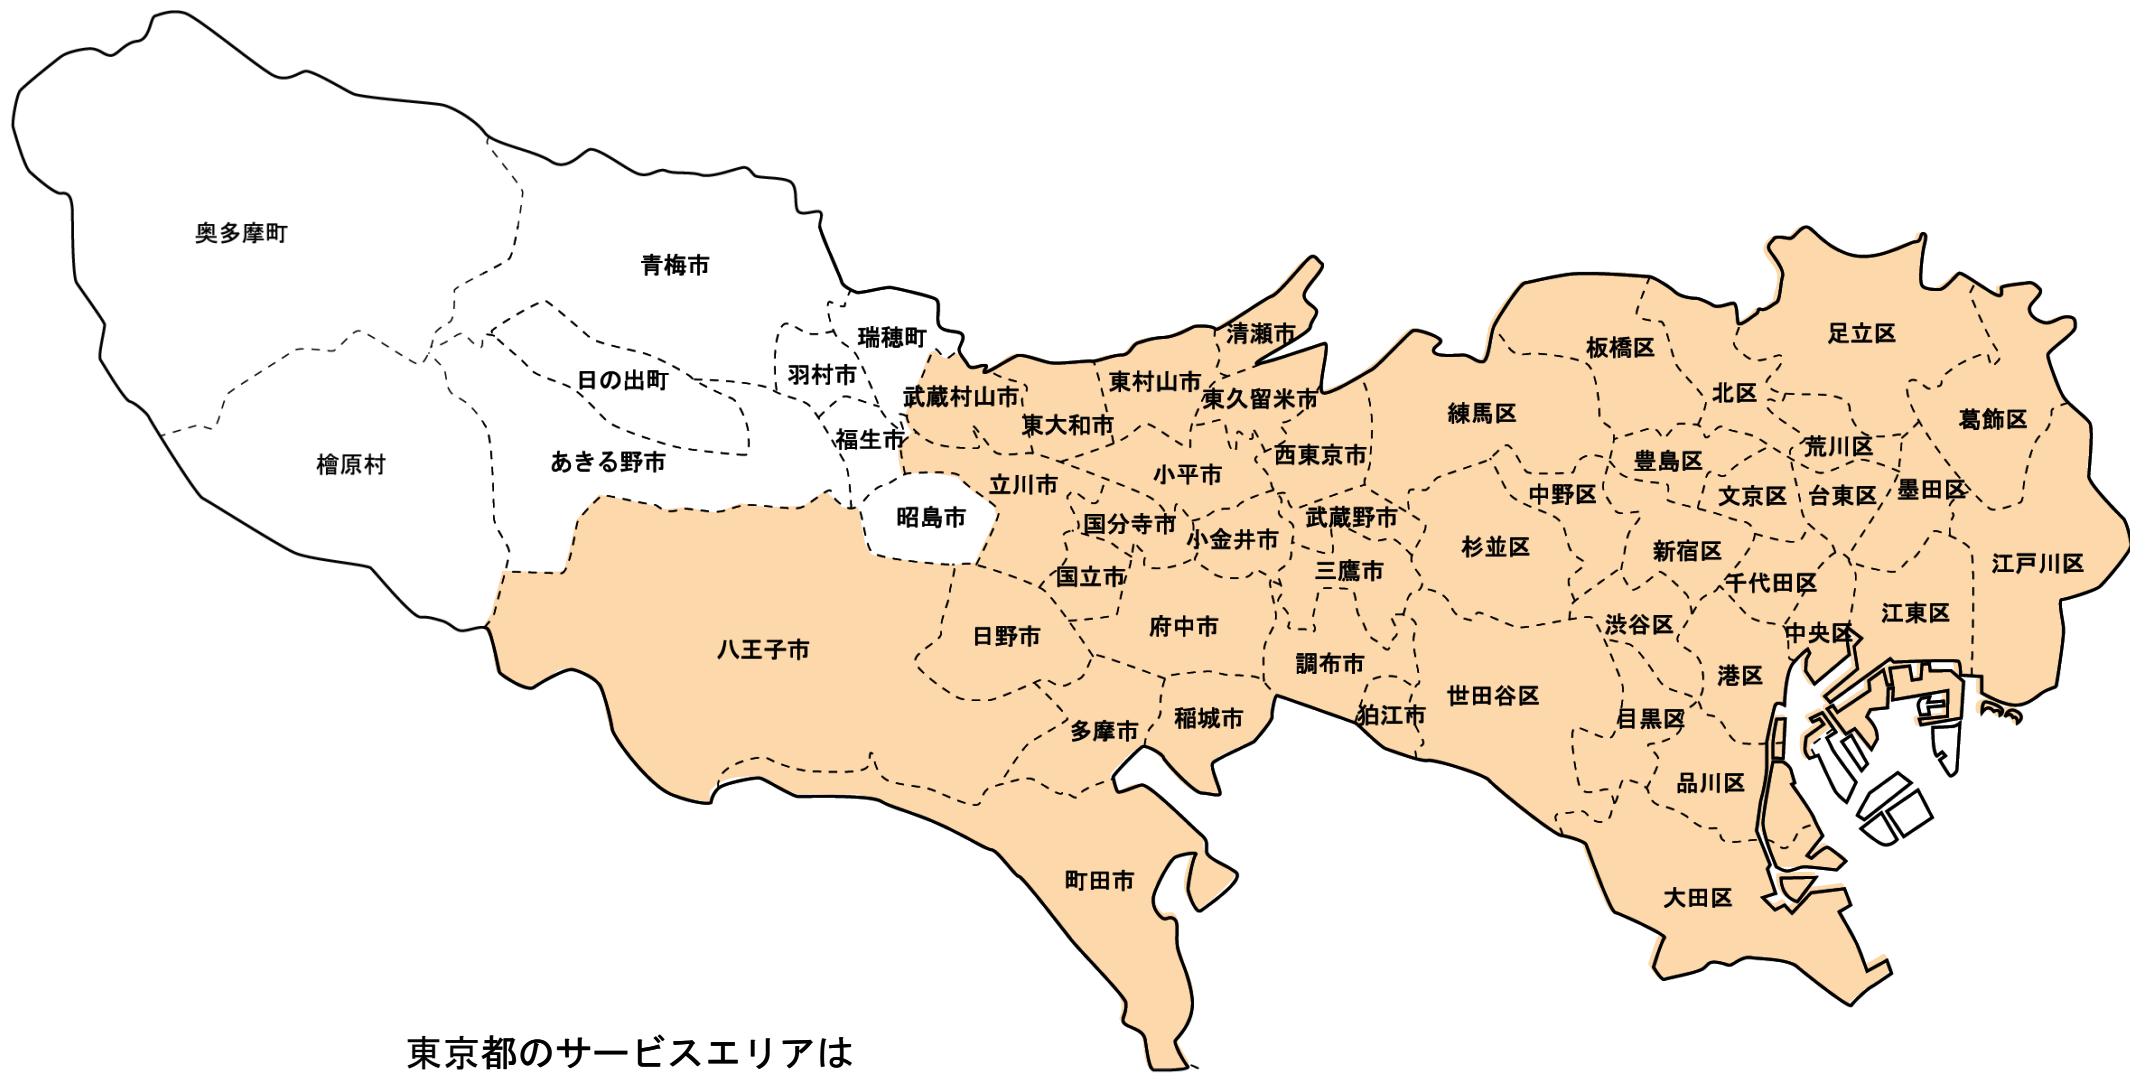 奥多摩町
青梅市
瑞穂町
日の出町
羽村市
檜原村
あきる野市
福生市
昭島市
武蔵村山市
東大和市
東村山市
清瀬市
東久留米市
西東京市
小平市
立川市
国分寺市
小金井市
武蔵野市
三鷹市
国立市
府中市
調布市
狛江市
八王子市
日野市
多摩市
稲城市
町田市
練馬区
板橋区
北区
足立区
葛飾区
荒川区
豊島区
文京区
台東区
墨田区
中野区
杉並区
新宿区
千代田区
江戸川区
江東区
中央区
渋谷区
港区
世田谷区
目黒区
品川区
大田区
東京都のサービスエリアは